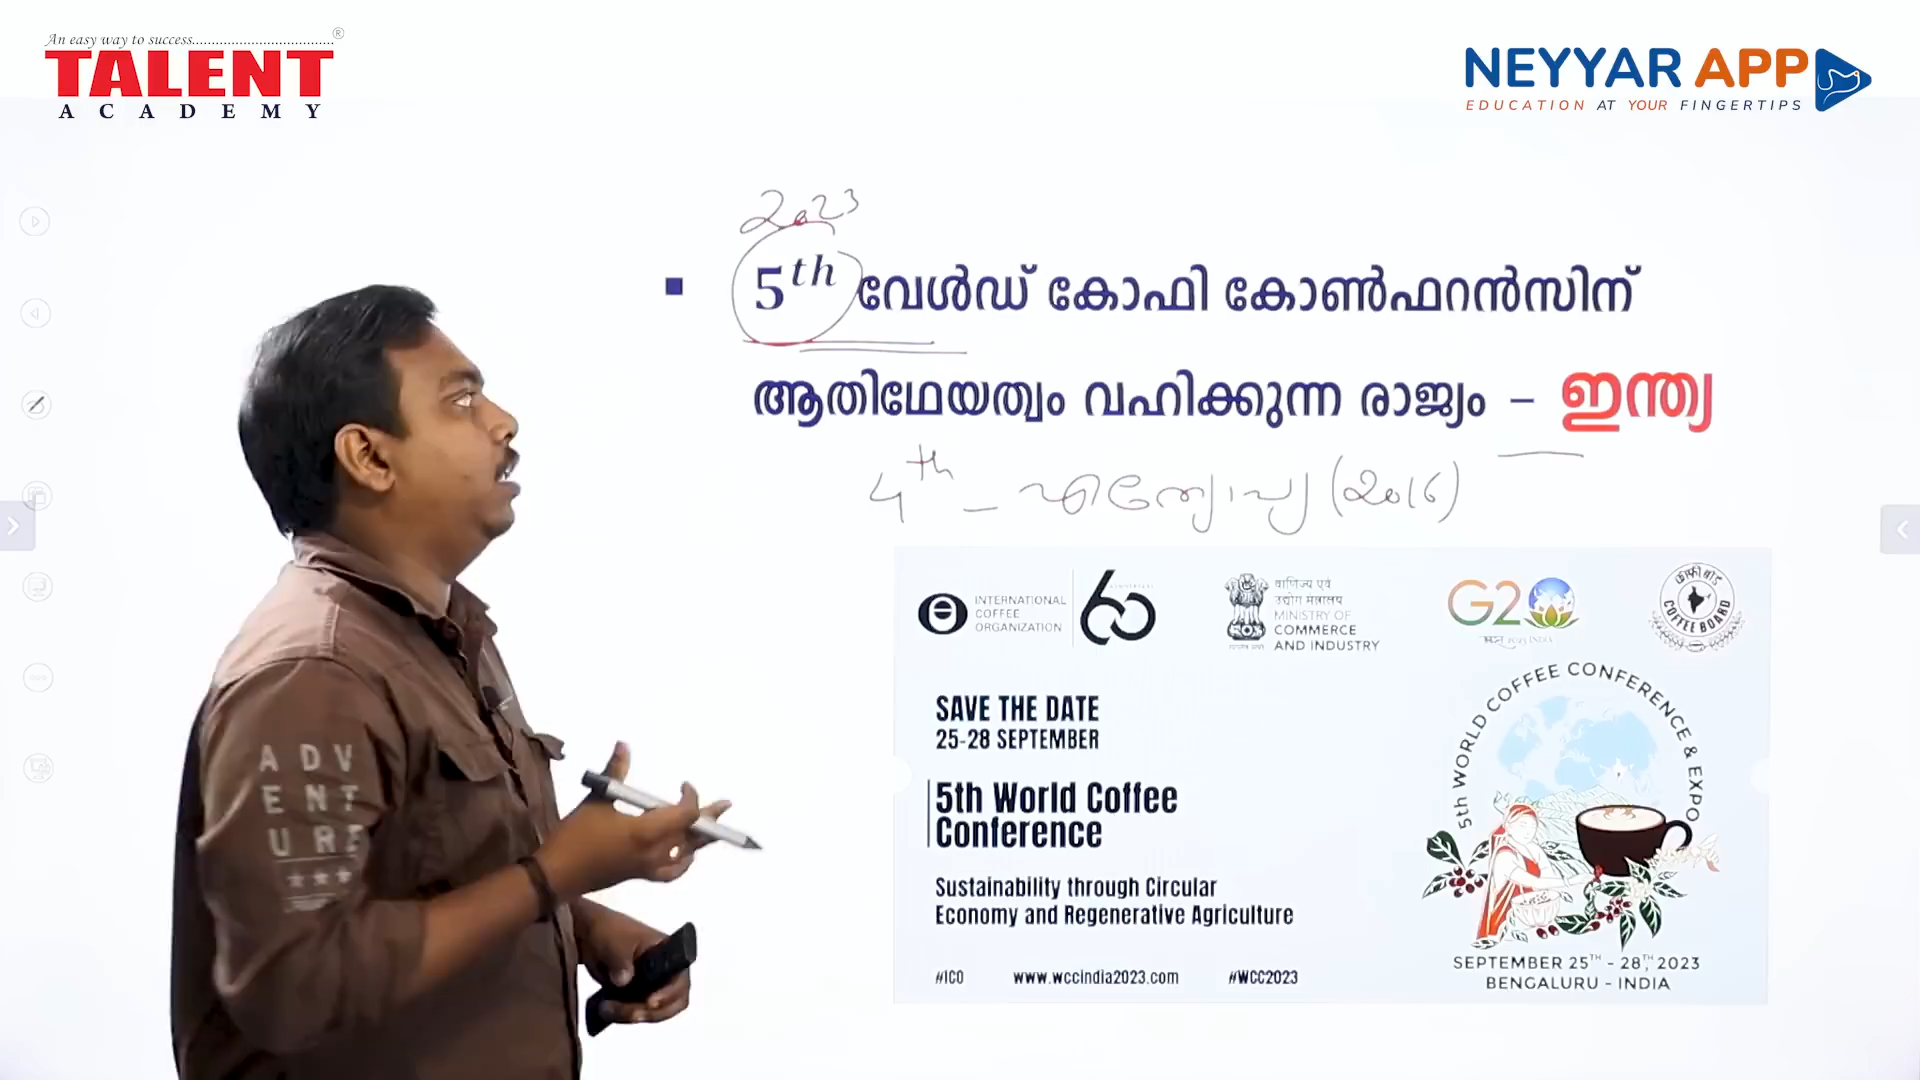 An easy way to success.......................................®
TALENT
ACADEMY
NEYYAR APP
EDUCATION AT YOUR FINGERTIPS
2023
▪ 5th വേൾഡ് കോഫി കോൺഫറൻസിന്
ആതിഥേയത്വം വഹിക്കുന്ന രാജ്യം – ഇന്ത്യ
4th - എത്യോപ്യ (2016)
INTERNATIONAL
COFFEE
ORGANIZATION
60
वाणिज्य एवं
उद्योग मंत्रालय
MINISTRY OF
COMMERCE
AND INDUSTRY
G20
कॉफी बोर्ड
COFFEE BOARD
SAVE THE DATE
25-28 SEPTEMBER
5th World Coffee
Conference
Sustainability through Circular
Economy and Regenerative Agriculture
#ICO www.wccindia2023.com #WCC2023
5th WORLD COFFEE CONFERENCE & EXPO
SEPTEMBER 25TH - 28TH, 2023
BENGALURU - INDIA
ADV
ENT
URE